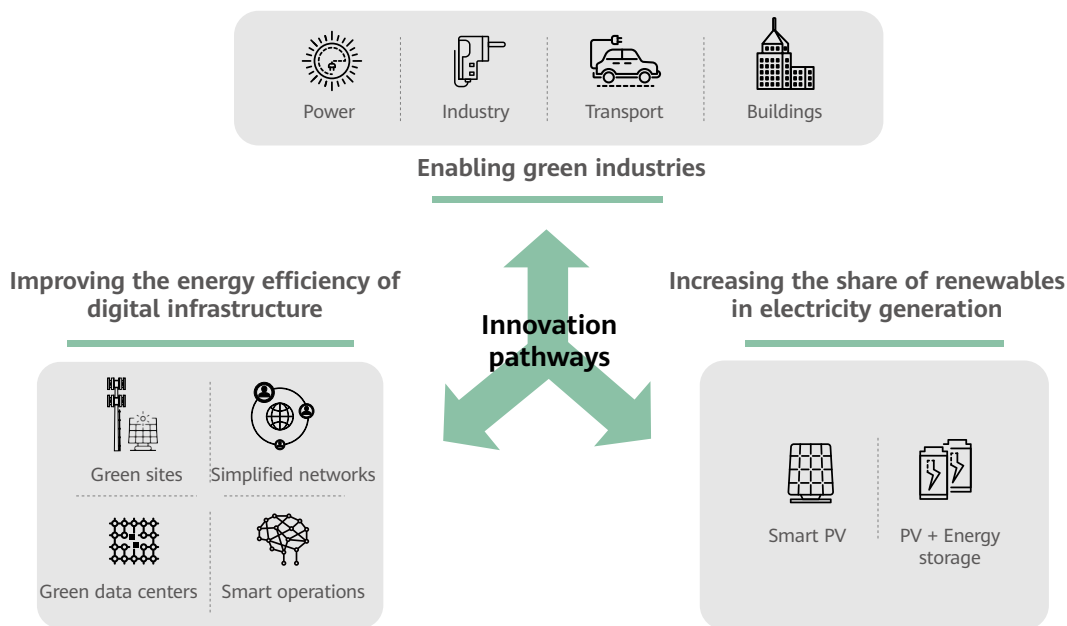 Power
Industry
Transport
Buildings
Enabling green industries
Improving the energy efficiency of
digital infrastructure
Increasing the share of renewables
in electricity generation
Innovation
pathways
Green sites
Simplified networks
Green data centers
Smart operations
Smart PV
PV + Energy
storage